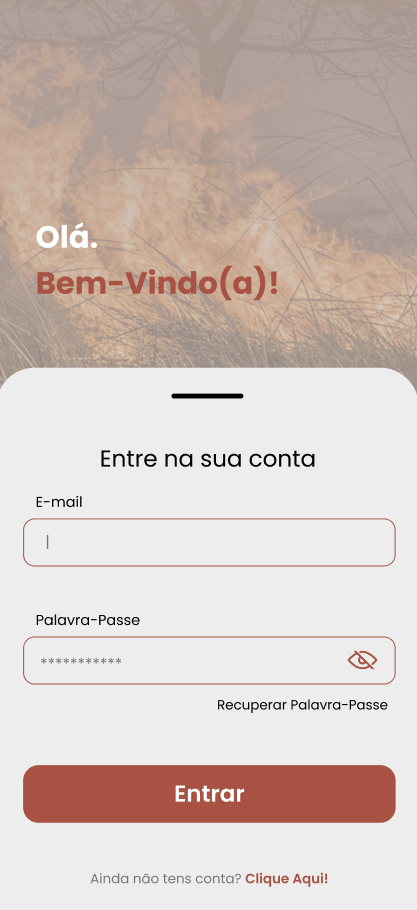 Olá.
Bem-Vindo(a)!
Entre na sua conta
E-mail
|
Palavra-Passe
***********
Recuperar Palavra-Passe
Entrar
Ainda não tens conta? Clique Aqui!